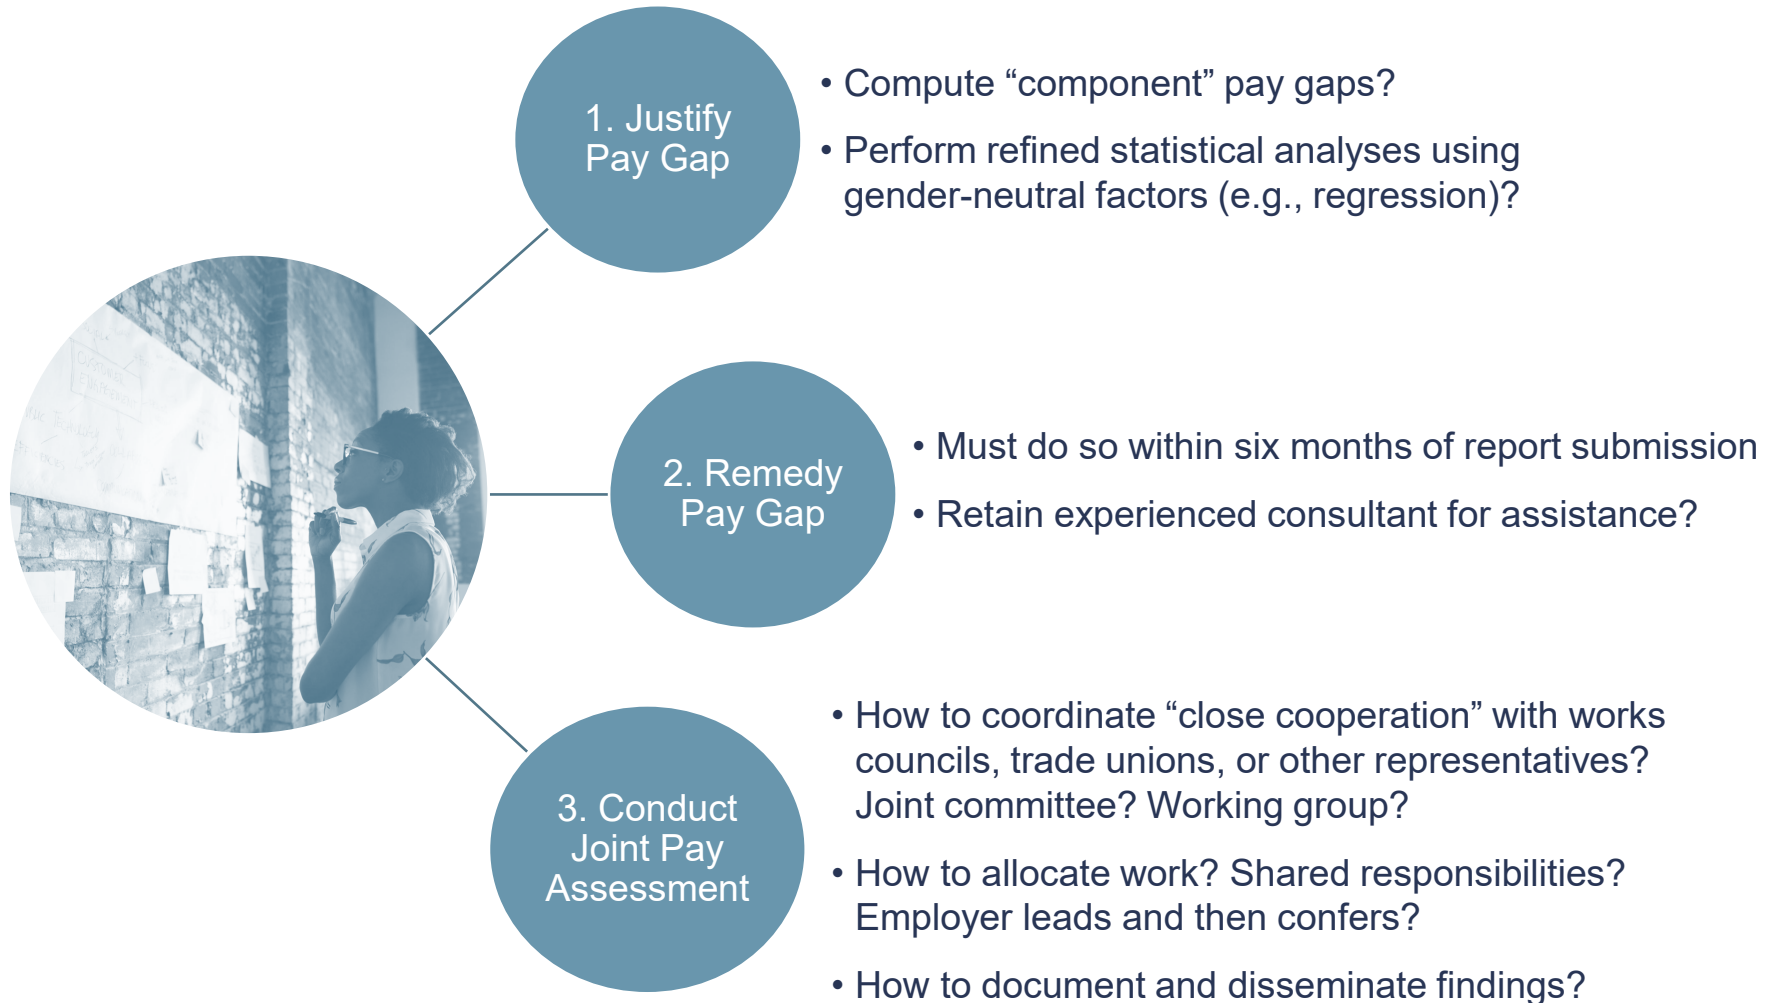 1. Justify
Pay Gap
• Compute “component” pay gaps?
• Perform refined statistical analyses using
gender-neutral factors (e.g., regression)?
2. Remedy
Pay Gap
• Must do so within six months of report submission
• Retain experienced consultant for assistance?
3. Conduct
Joint Pay
Assessment
• How to coordinate “close cooperation” with works
councils, trade unions, or other representatives?
Joint committee? Working group?
• How to allocate work? Shared responsibilities?
Employer leads and then confers?
• How to document and disseminate findings?